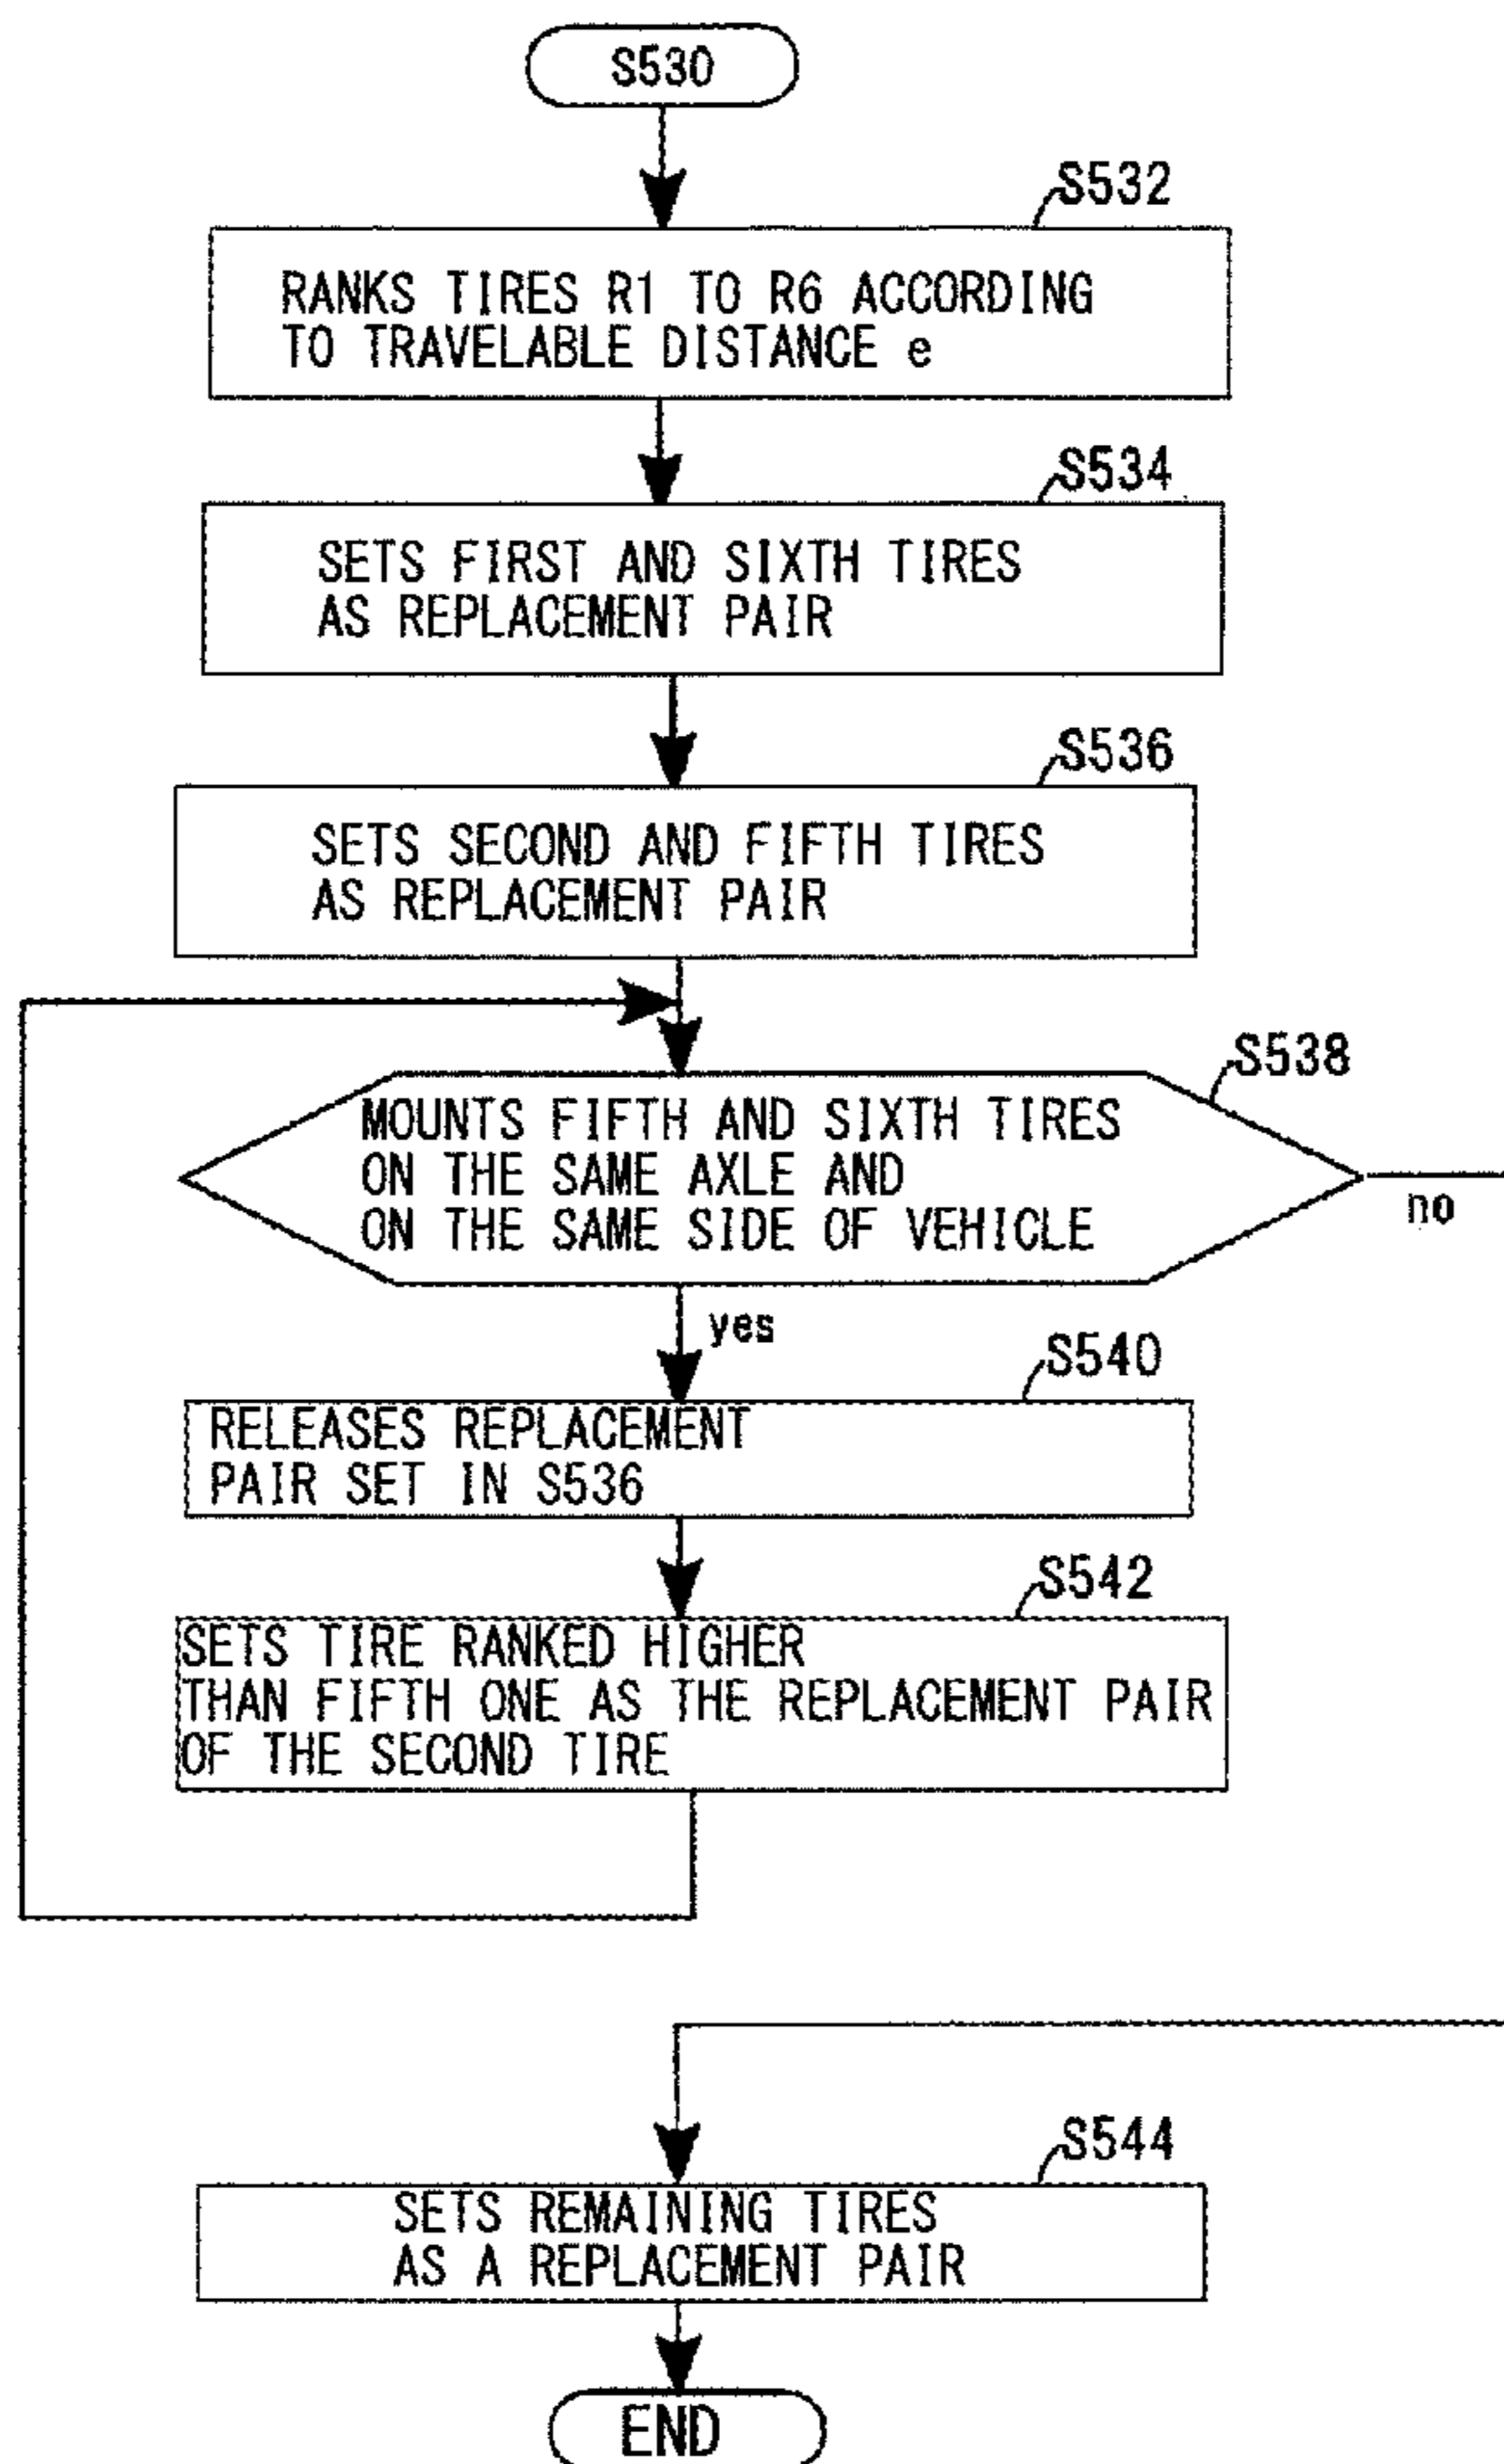 S530
S532
RANKS TIRES R1 TO R6 ACCORDING
TO TRAVELABLE DISTANCE e
S534
SETS FIRST AND SIXTH TIRES
AS REPLACEMENT PAIR
S536
SETS SECOND AND FIFTH TIRES
AS REPLACEMENT PAIR
S538
MOUNTS FIFTH AND SIXTH TIRES
ON THE SAME AXLE AND
ON THE SAME SIDE OF VEHICLE
no
yes
S540
RELEASES REPLACEMENT
PAIR SET IN S536
S542
SETS TIRE RANKED HIGHER
THAN FIFTH ONE AS THE REPLACEMENT PAIR
OF THE SECOND TIRE
S544
SETS REMAINING TIRES
AS A REPLACEMENT PAIR
END